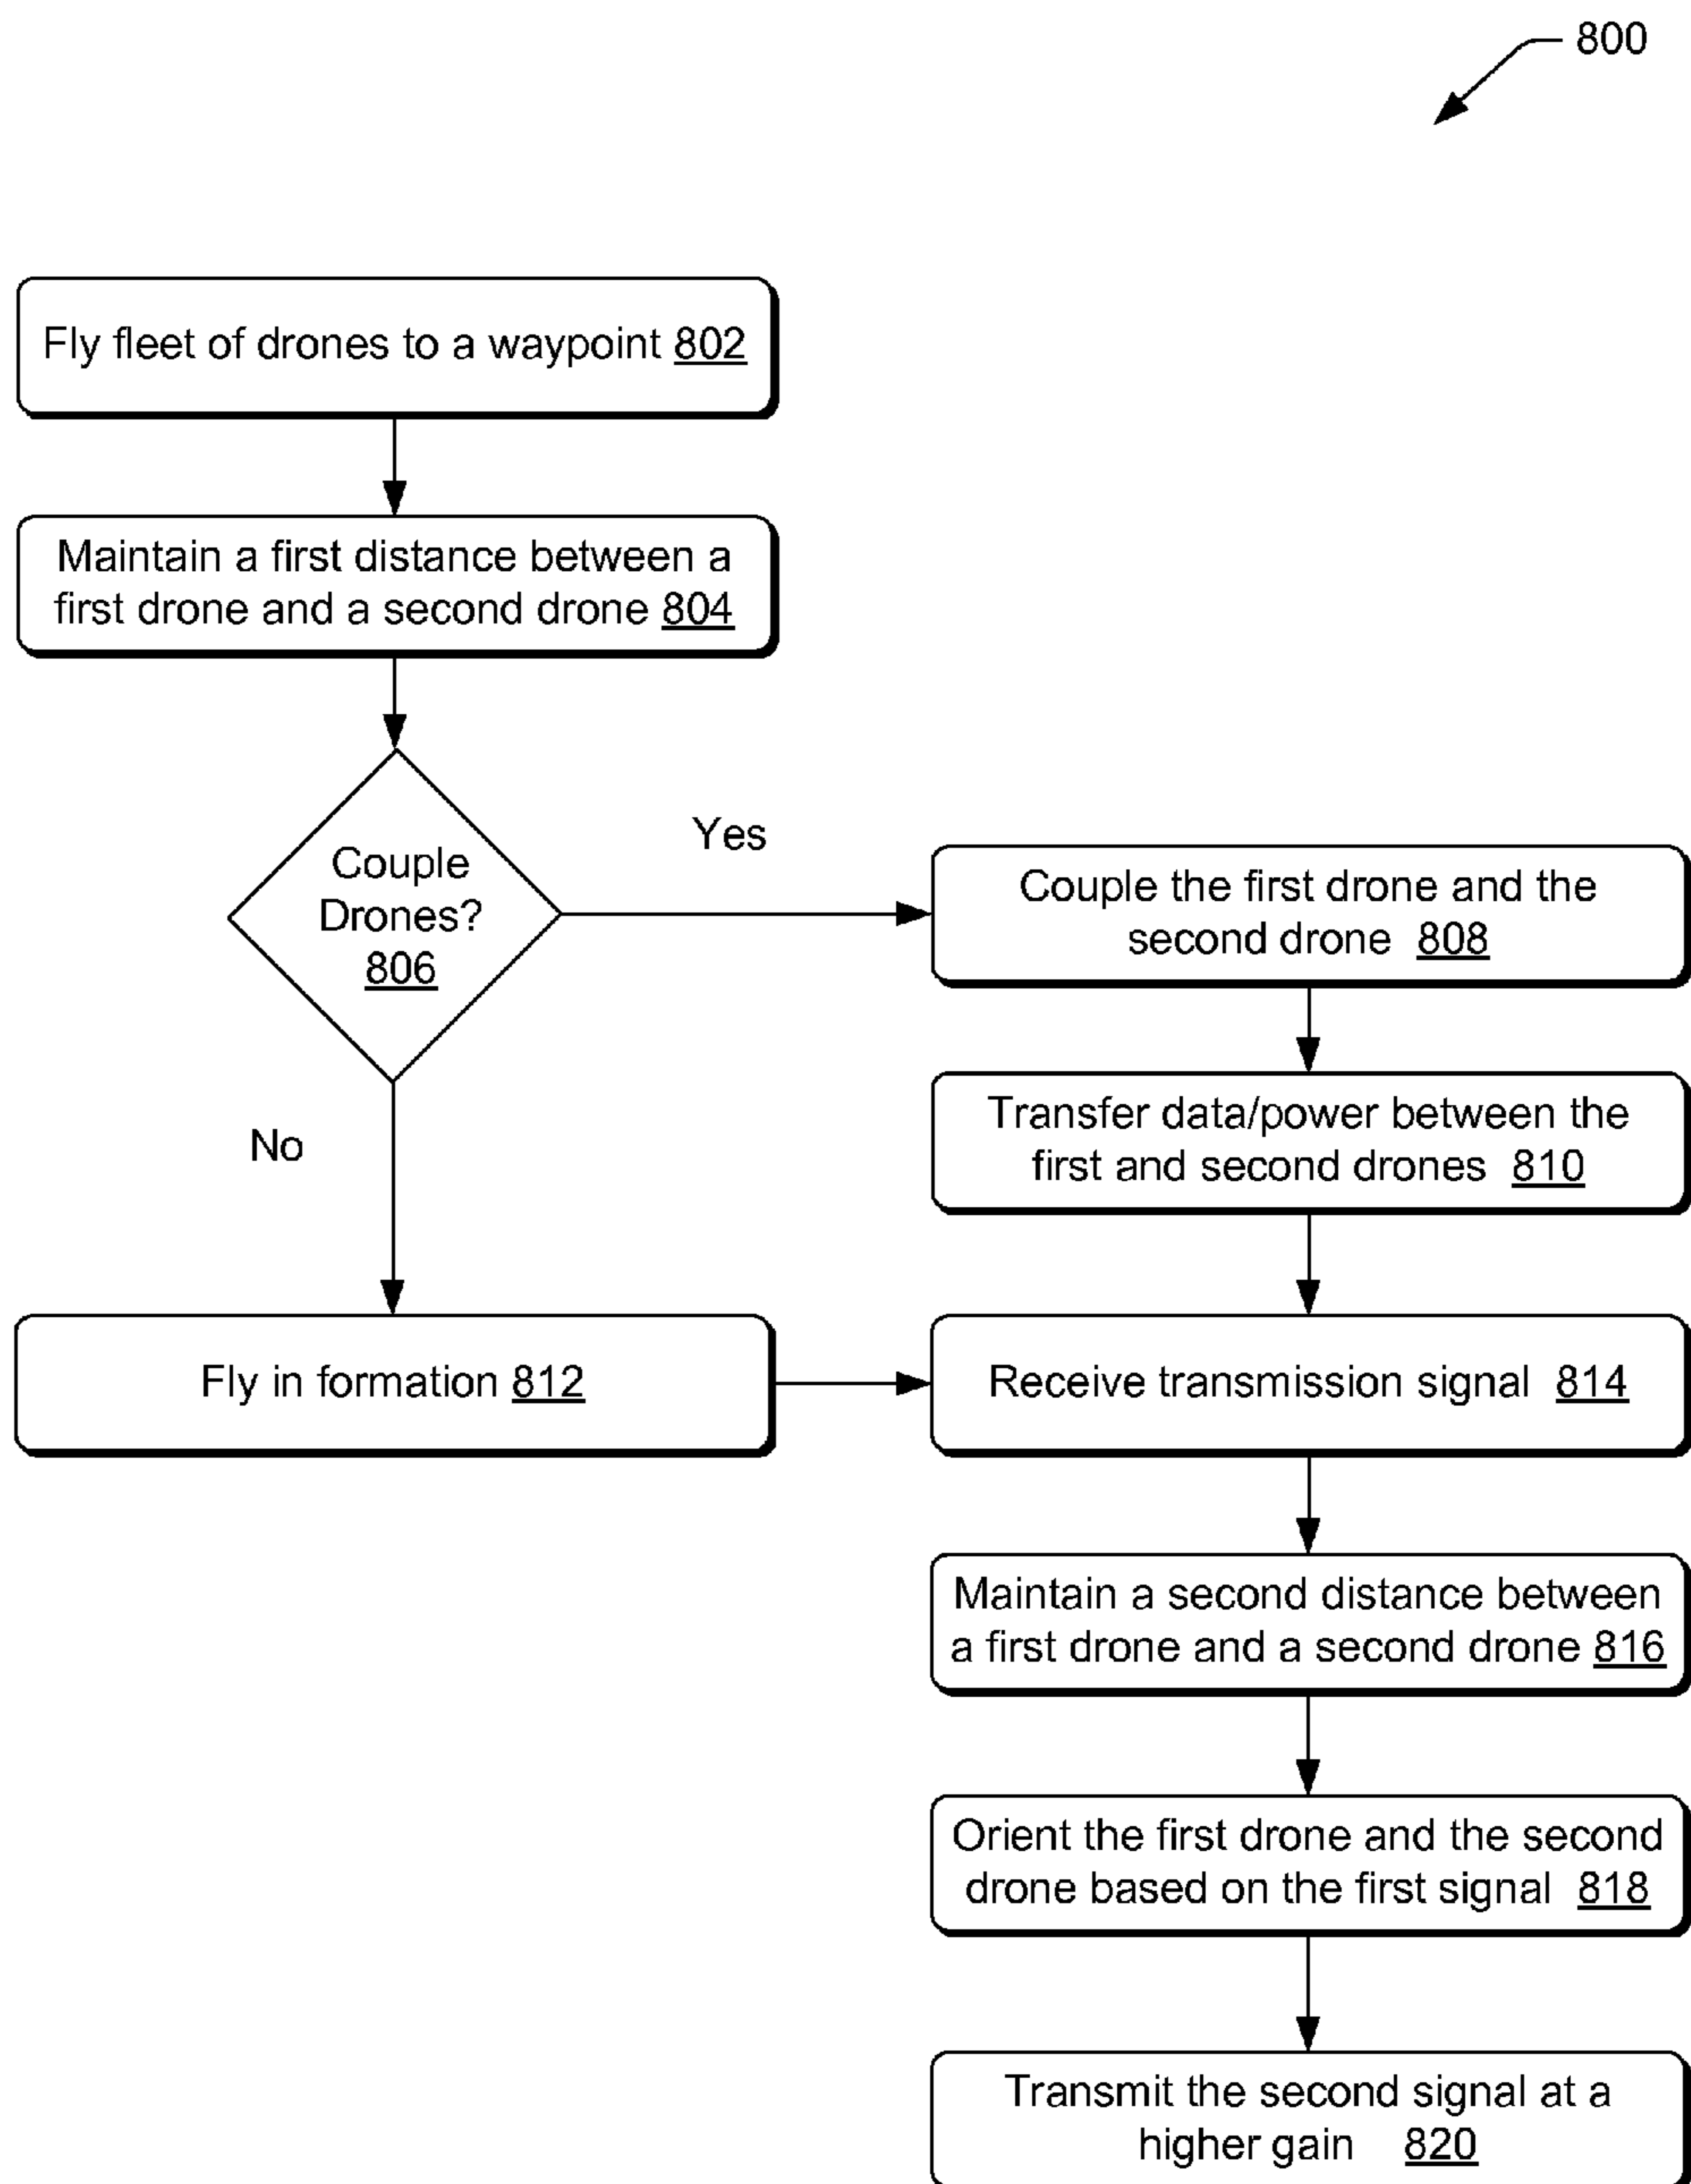 800
Fly fleet of drones to a waypoint 802
Maintain a first distance between a
first drone and a second drone 804
Couple
Drones?
806
Yes
No
Couple the first drone and the
second drone 808
Transfer data/power between the
first and second drones 810
Fly in formation 812
Receive transmission signal 814
Maintain a second distance between
a first drone and a second drone 816
Orient the first drone and the second
drone based on the first signal 818
Transmit the second signal at a
higher gain 820